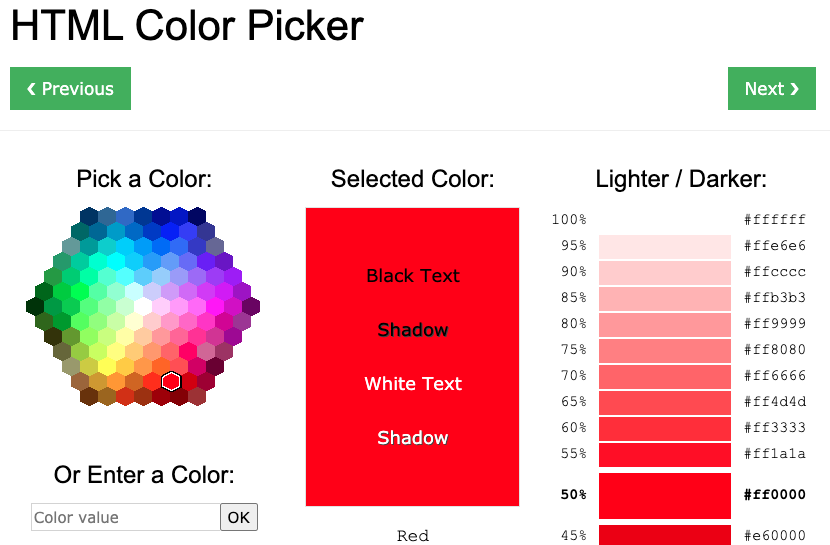 HTML Color Picker
❮ Previous
Next ❯
Pick a Color:
Or Enter a Color:
Color value
OK
Selected Color:
Black Text
Shadow
White Text
Shadow
Red
Lighter / Darker:
100% #ffffff
95% #ffe6e6
90% #ffcccc
85% #ffb3b3
80% #ff9999
75% #ff8080
70% #ff6666
65% #ff4d4d
60% #ff3333
55% #ff1a1a
50% #ff0000
45% #e60000